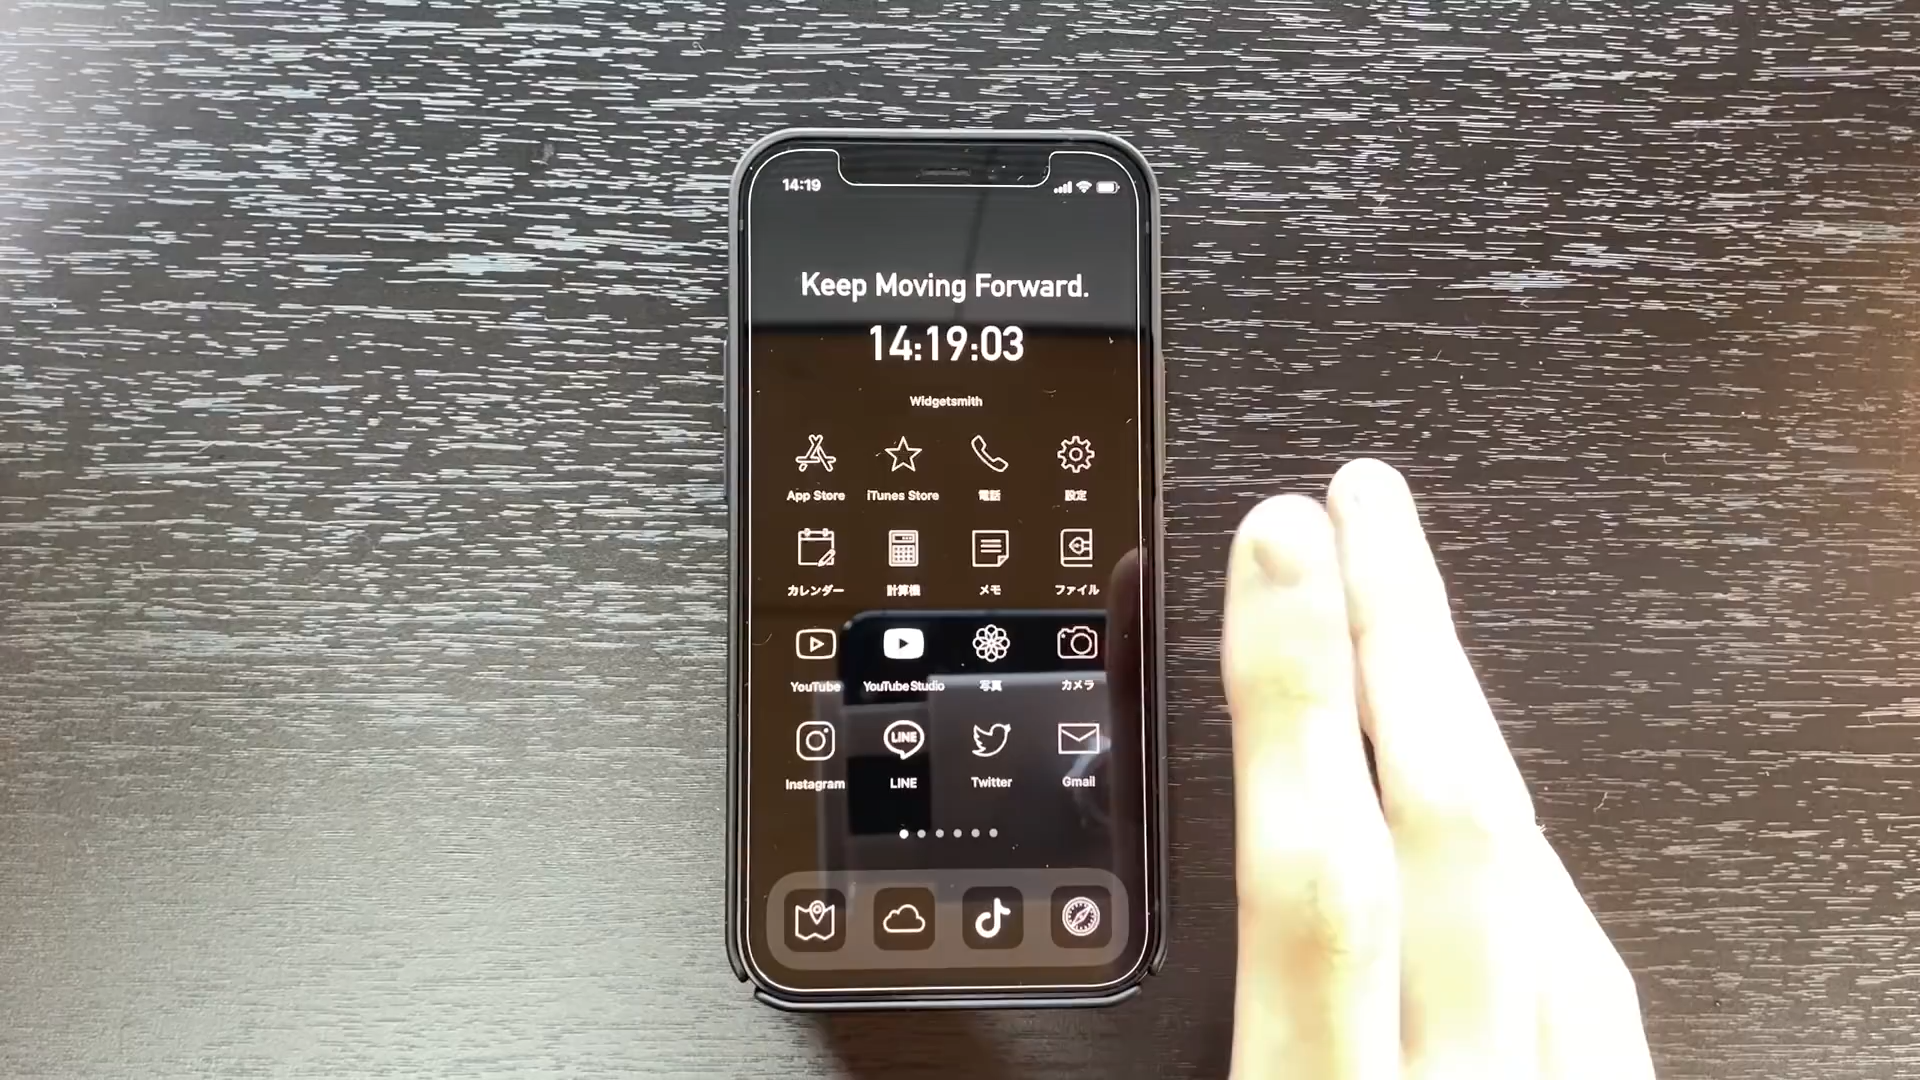 14:19
Keep Moving Forward.
14:19:03
Widgetsmith
App Store iTunes Store 電話 設定
カレンダー 計算機 メモ ファイル
YouTube YouTube Studio 写真 カメラ
LINE
Instagram LINE Twitter Gmail